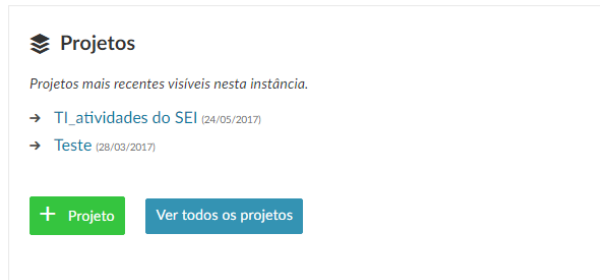 Projetos
Projetos mais recentes visíveis nesta instância.
→ TI_atividades do SEI (24/05/2017)
→ Teste (28/03/2017)
+ Projeto
Ver todos os projetos